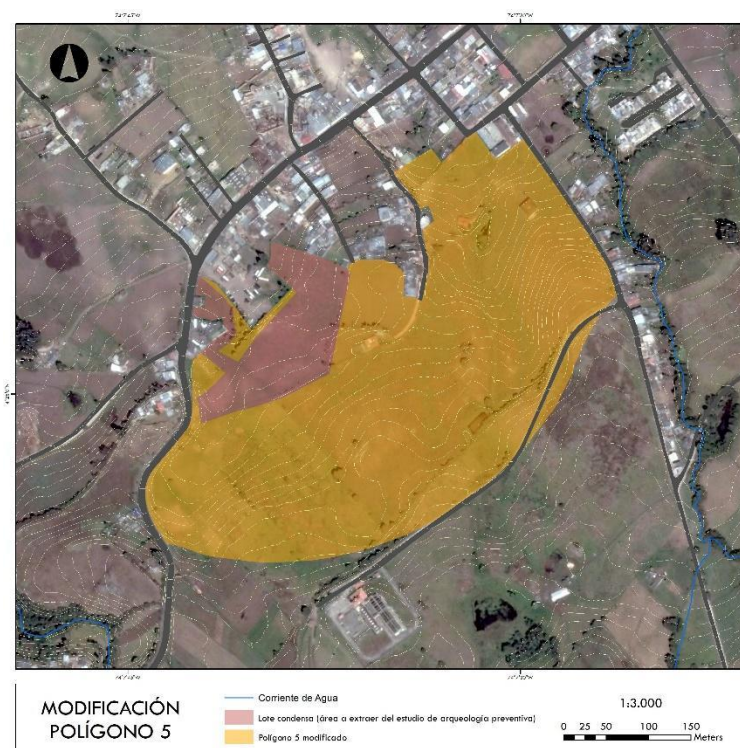 MODIFICACIÓN
POLÍGONO 5
Corriente de Agua
Lote condensa (área a extraer del estudio de arqueología preventiva)
Polígono 5 modificado
1:3.000
0 25 50 100 150
Meters